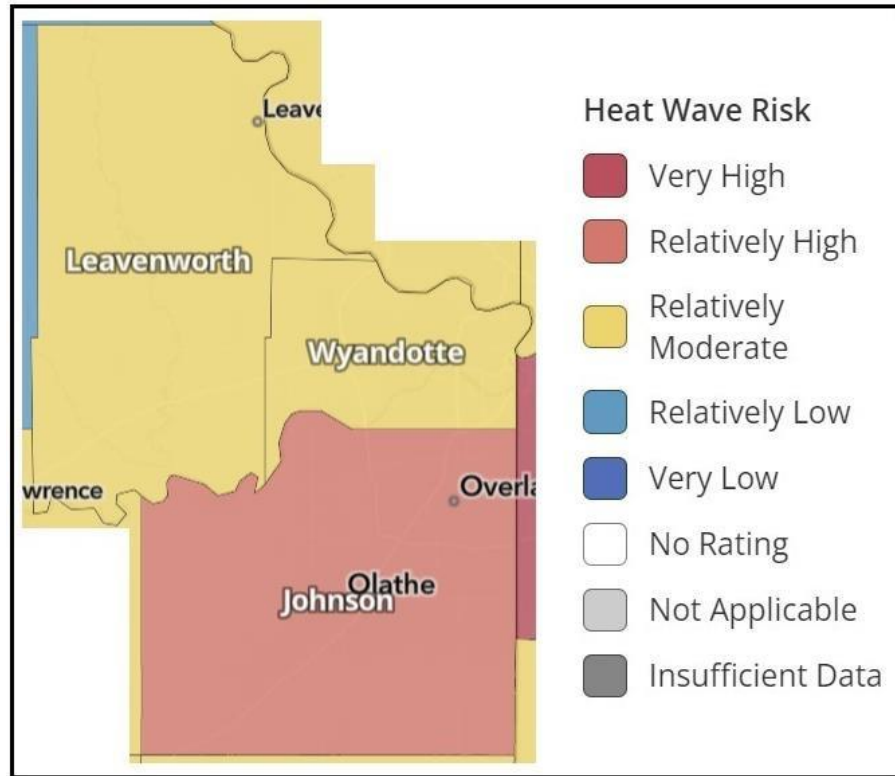 Leave
Leavenworth
Wyandotte
wrence
Overla
Olathe
Johnson
Heat Wave Risk
Very High
Relatively High
Relatively
Moderate
Relatively Low
Very Low
No Rating
Not Applicable
Insufficient Data